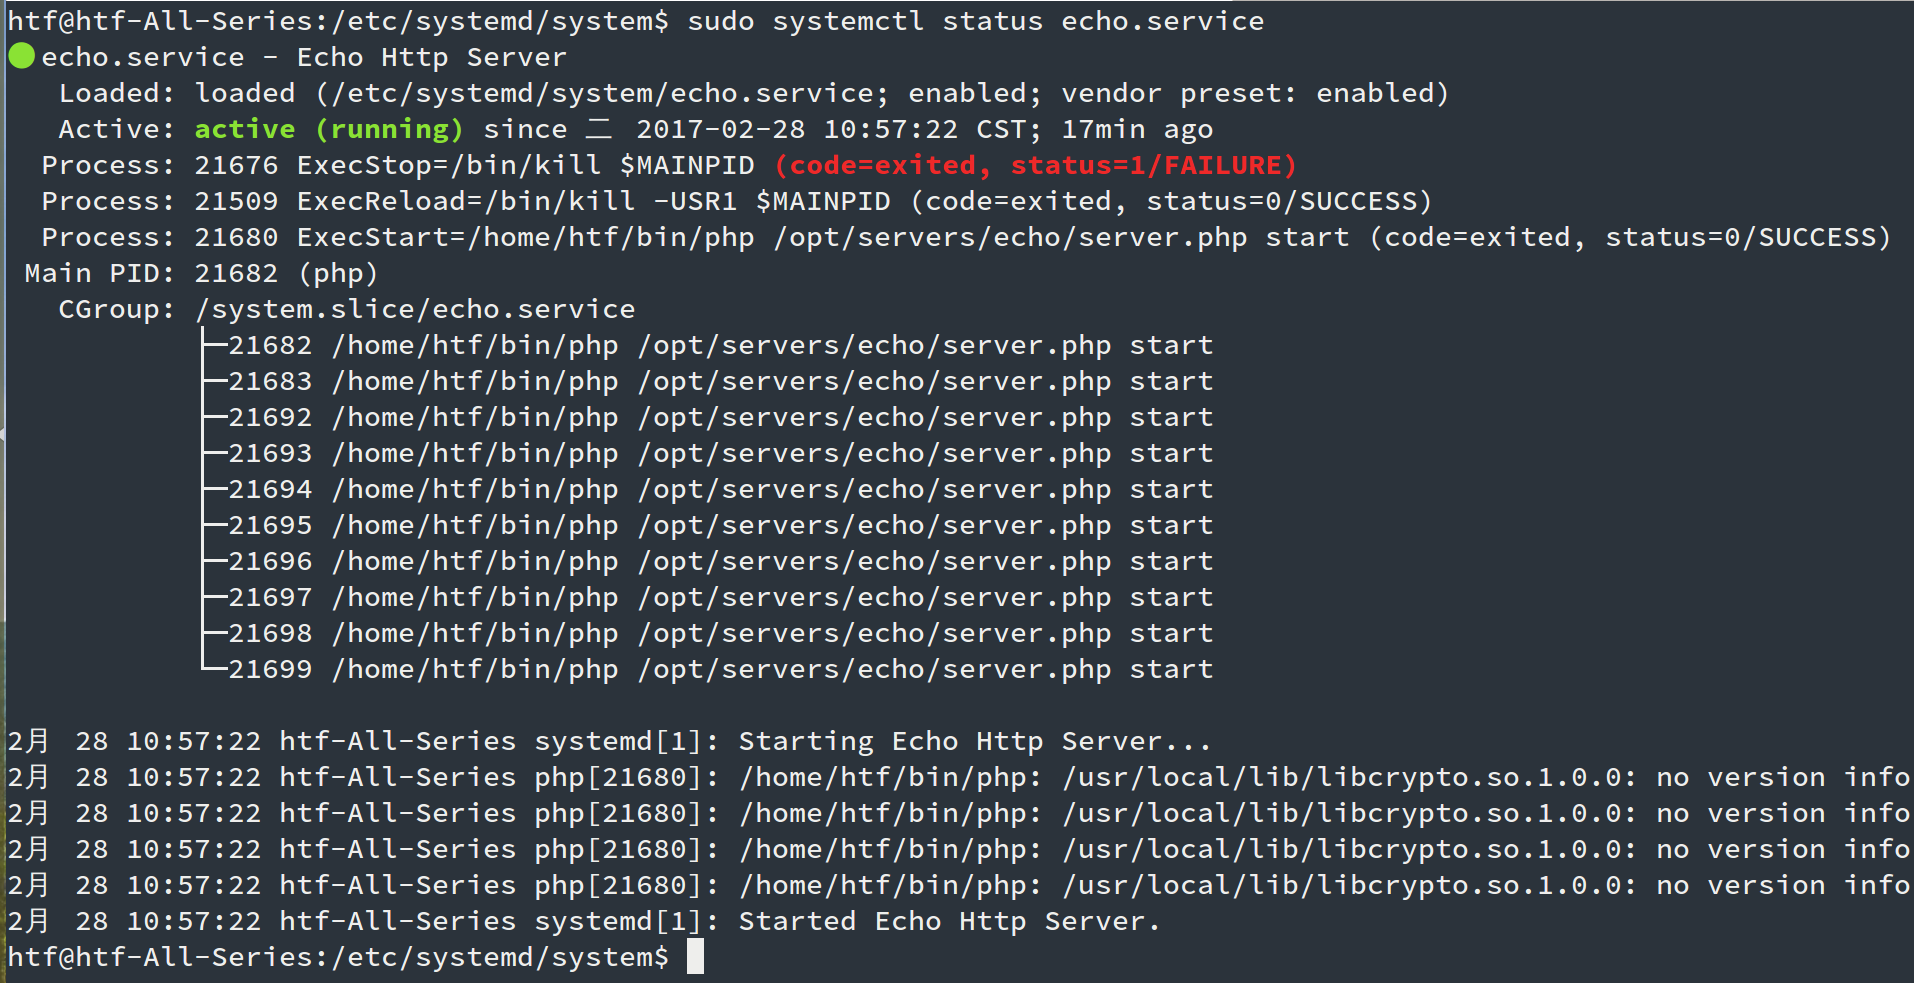 htf@htf-All-Series:/etc/systemd/system$ sudo systemctl status echo.service
● echo.service - Echo Http Server
   Loaded: loaded (/etc/systemd/system/echo.service; enabled; vendor preset: enabled)
   Active: active (running) since 二 2017-02-28 10:57:22 CST; 17min ago
  Process: 21676 ExecStop=/bin/kill $MAINPID (code=exited, status=1/FAILURE)
  Process: 21509 ExecReload=/bin/kill -USR1 $MAINPID (code=exited, status=0/SUCCESS)
  Process: 21680 ExecStart=/home/htf/bin/php /opt/servers/echo/server.php start (code=exited, status=0/SUCCESS)
 Main PID: 21682 (php)
   CGroup: /system.slice/echo.service
           ├─21682 /home/htf/bin/php /opt/servers/echo/server.php start
           ├─21683 /home/htf/bin/php /opt/servers/echo/server.php start
           ├─21692 /home/htf/bin/php /opt/servers/echo/server.php start
           ├─21693 /home/htf/bin/php /opt/servers/echo/server.php start
           ├─21694 /home/htf/bin/php /opt/servers/echo/server.php start
           ├─21695 /home/htf/bin/php /opt/servers/echo/server.php start
           ├─21696 /home/htf/bin/php /opt/servers/echo/server.php start
           ├─21697 /home/htf/bin/php /opt/servers/echo/server.php start
           ├─21698 /home/htf/bin/php /opt/servers/echo/server.php start
           └─21699 /home/htf/bin/php /opt/servers/echo/server.php start

2月 28 10:57:22 htf-All-Series systemd[1]: Starting Echo Http Server...
2月 28 10:57:22 htf-All-Series php[21680]: /home/htf/bin/php: /usr/local/lib/libcrypto.so.1.0.0: no version info
2月 28 10:57:22 htf-All-Series php[21680]: /home/htf/bin/php: /usr/local/lib/libcrypto.so.1.0.0: no version info
2月 28 10:57:22 htf-All-Series php[21680]: /home/htf/bin/php: /usr/local/lib/libcrypto.so.1.0.0: no version info
2月 28 10:57:22 htf-All-Series php[21680]: /home/htf/bin/php: /usr/local/lib/libcrypto.so.1.0.0: no version info
2月 28 10:57:22 htf-All-Series systemd[1]: Started Echo Http Server.
htf@htf-All-Series:/etc/systemd/system$